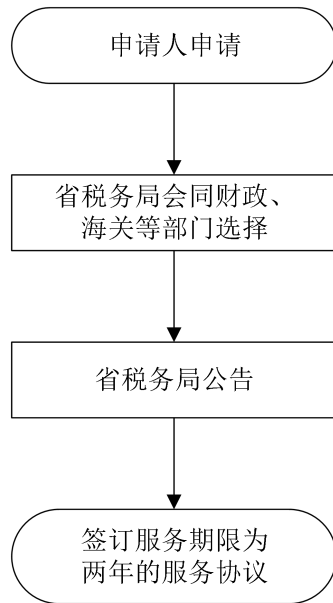 申请人申请
省税务局会同财政、
海关等部门选择
省税务局公告
签订服务期限为
两年的服务协议